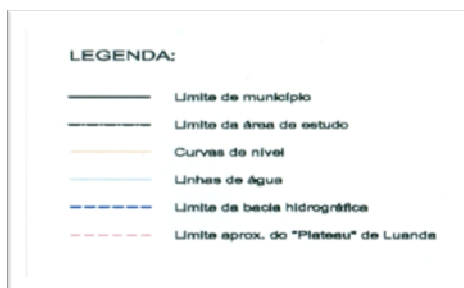 LEGENDA:
Limite de município
Limite da área de estudo
Curvas de nível
Linhas de água
Limite da bacia hidrográfica
Limite aprox. do "Plateau" de Luanda